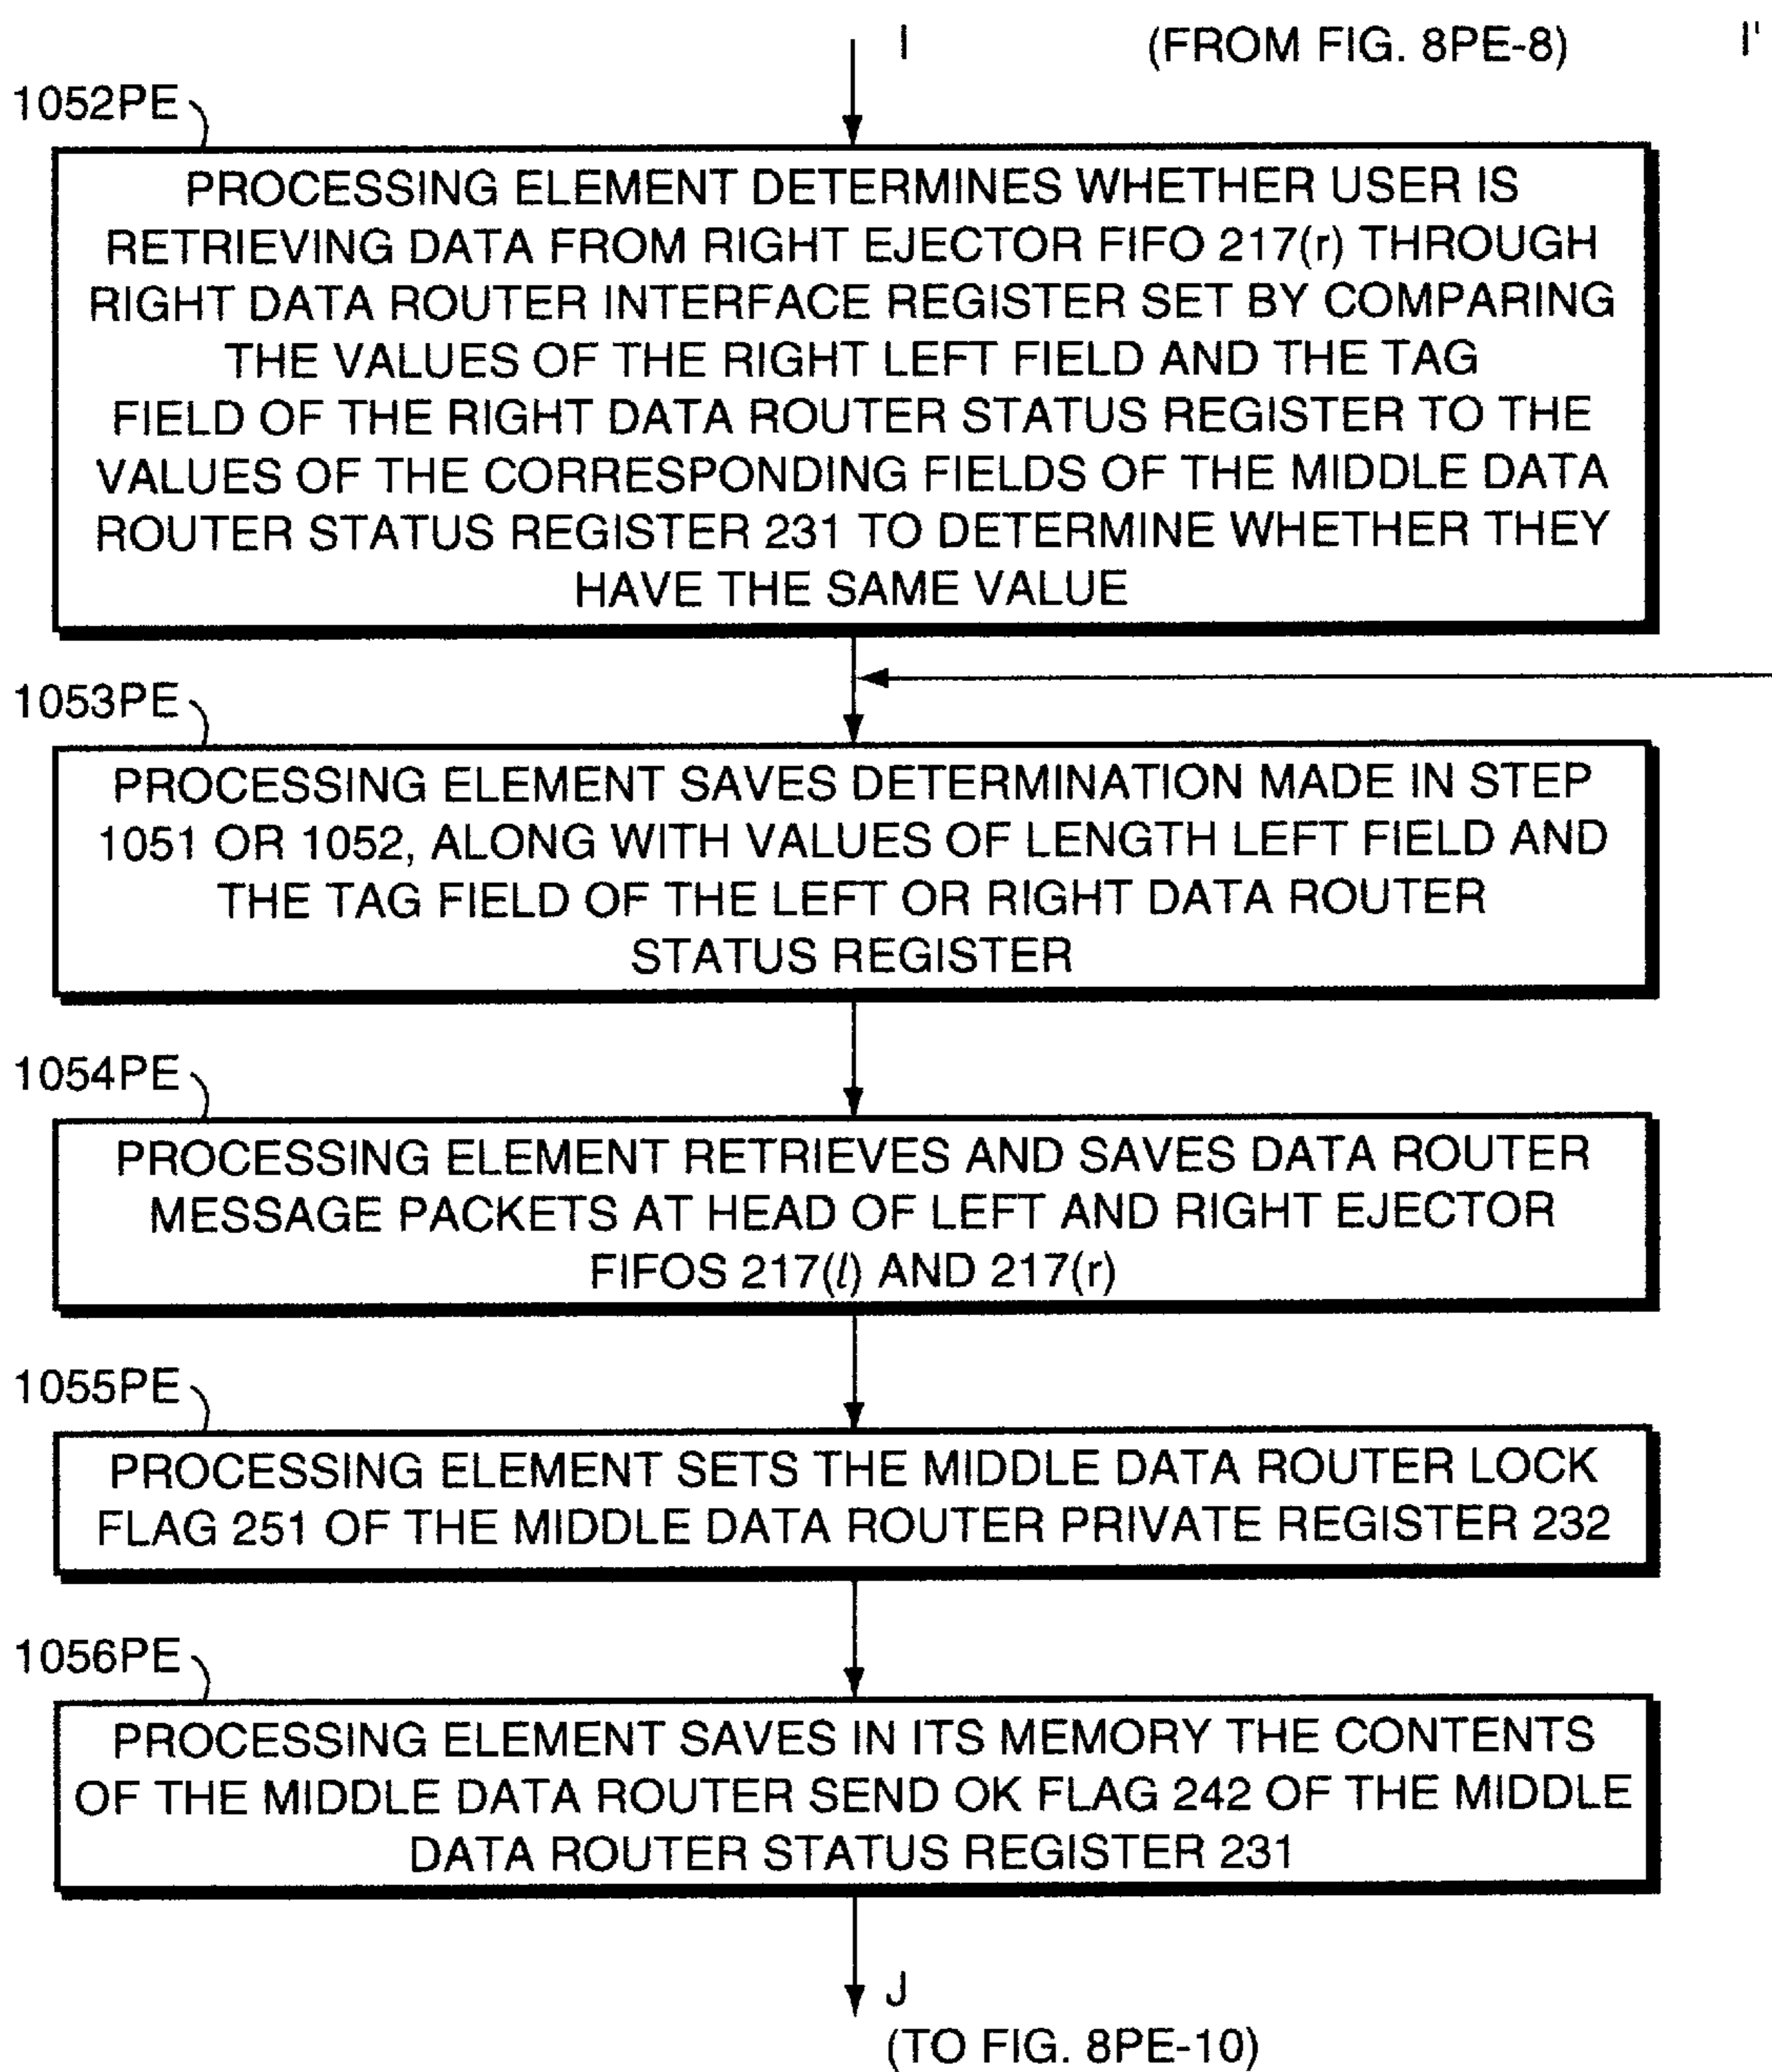 I (FROM FIG. 8PE-8) I'
1052PE
PROCESSING ELEMENT DETERMINES WHETHER USER IS
RETRIEVING DATA FROM RIGHT EJECTOR FIFO 217(r) THROUGH
RIGHT DATA ROUTER INTERFACE REGISTER SET BY COMPARING
THE VALUES OF THE RIGHT LEFT FIELD AND THE TAG
FIELD OF THE RIGHT DATA ROUTER STATUS REGISTER TO THE
VALUES OF THE CORRESPONDING FIELDS OF THE MIDDLE DATA
ROUTER STATUS REGISTER 231 TO DETERMINE WHETHER THEY
HAVE THE SAME VALUE
1053PE
PROCESSING ELEMENT SAVES DETERMINATION MADE IN STEP
1051 OR 1052, ALONG WITH VALUES OF LENGTH LEFT FIELD AND
THE TAG FIELD OF THE LEFT OR RIGHT DATA ROUTER
STATUS REGISTER
1054PE
PROCESSING ELEMENT RETRIEVES AND SAVES DATA ROUTER
MESSAGE PACKETS AT HEAD OF LEFT AND RIGHT EJECTOR
FIFOS 217(l) AND 217(r)
1055PE
PROCESSING ELEMENT SETS THE MIDDLE DATA ROUTER LOCK
FLAG 251 OF THE MIDDLE DATA ROUTER PRIVATE REGISTER 232
1056PE
PROCESSING ELEMENT SAVES IN ITS MEMORY THE CONTENTS
OF THE MIDDLE DATA ROUTER SEND OK FLAG 242 OF THE MIDDLE
DATA ROUTER STATUS REGISTER 231
J
(TO FIG. 8PE-10)